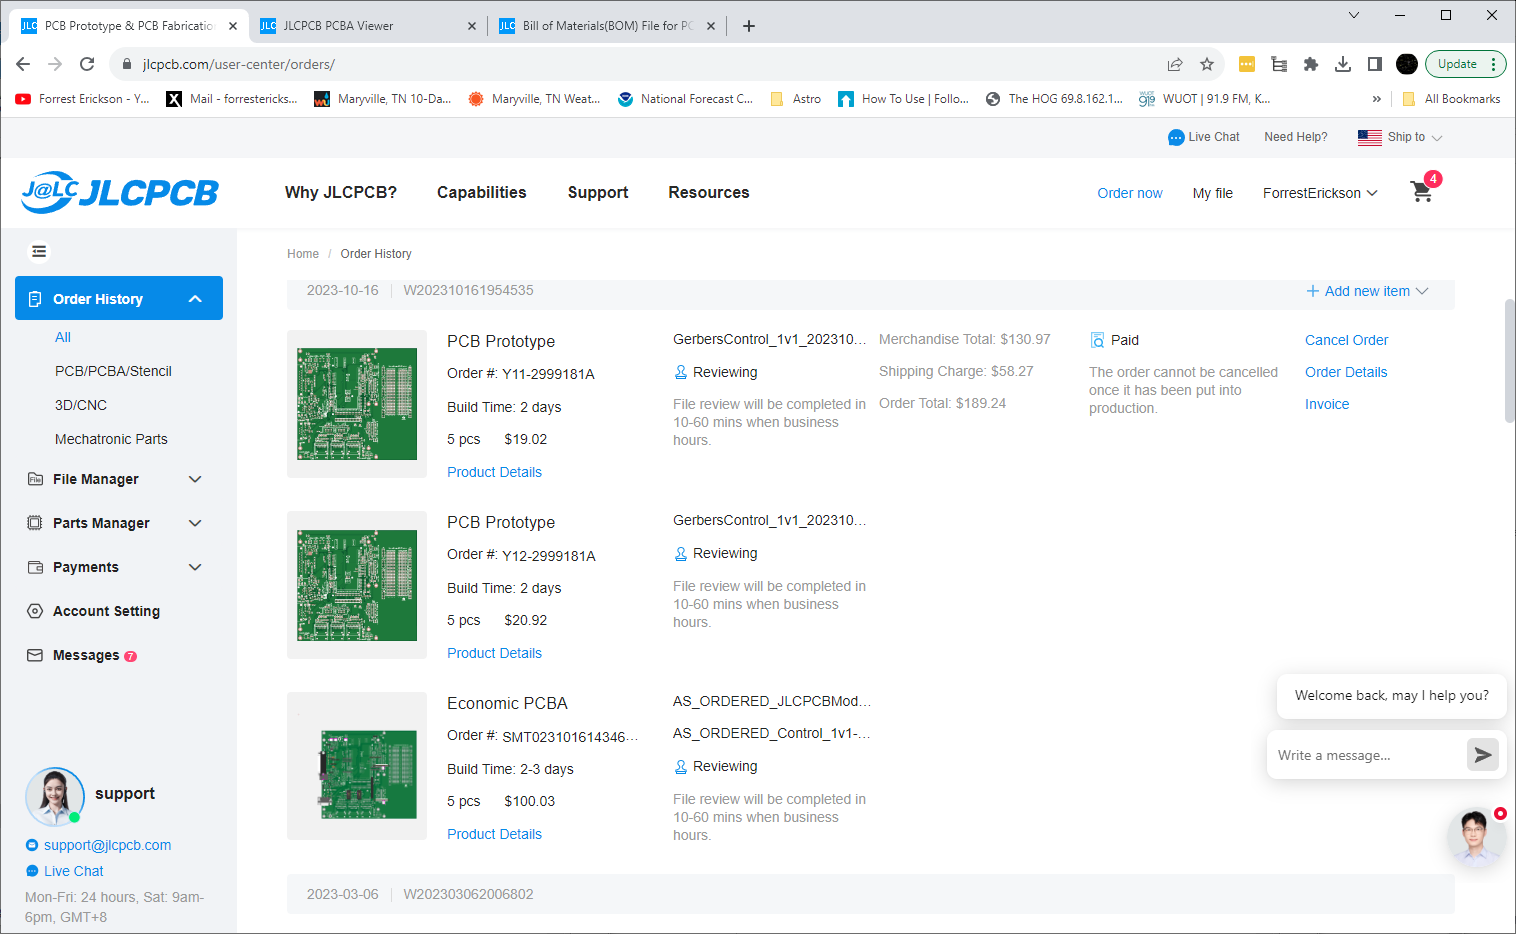 PCB Prototype & PCB Fabricatio
JLCPCB PCBA Viewer
Bill of Materials(BOM) File for PC
jlcpcb.com/user-center/orders/
Update
Forrest Erickson - Y...
Mail - forrestericks...
Maryville, TN 10-Da...
Maryville, TN Weat...
National Forecast C...
Astro
How To Use | Follo...
The HOG 69.8.162.1...
WUOT | 91.9 FM, K...
»
All Bookmarks
Live Chat
Need Help?
Ship to
J@LC JLCPCB
Why JLCPCB?
Capabilities
Support
Resources
Order now
My file
ForrestErickson
4
Home / Order History
Order History
All
PCB/PCBA/Stencil
3D/CNC
Mechatronic Parts
File Manager
Parts Manager
Payments
Account Setting
Messages 7
support
support@jlcpcb.com
Live Chat
Mon-Fri: 24 hours, Sat: 9am-
6pm, GMT+8
2023-10-16 | W202310161954535
+ Add new item
PCB Prototype
Order #: Y11-2999181A
Build Time: 2 days
5 pcs $19.02
Product Details
GerbersControl_1v1_202310...
Reviewing
File review will be completed in
10-60 mins when business
hours.
Merchandise Total: $130.97
Shipping Charge: $58.27
Order Total: $189.24
Paid
The order cannot be cancelled
once it has been put into
production.
Cancel Order
Order Details
Invoice
PCB Prototype
Order #: Y12-2999181A
Build Time: 2 days
5 pcs $20.92
Product Details
GerbersControl_1v1_202310...
Reviewing
File review will be completed in
10-60 mins when business
hours.
Economic PCBA
Order #: SMT023101614346...
Build Time: 2-3 days
5 pcs $100.03
Product Details
AS_ORDERED_JLCPCBMod...
AS_ORDERED_Control_1v1-...
Reviewing
File review will be completed in
10-60 mins when business
hours.
2023-03-06 | W202303062006802
Welcome back, may I help you?
Write a message...